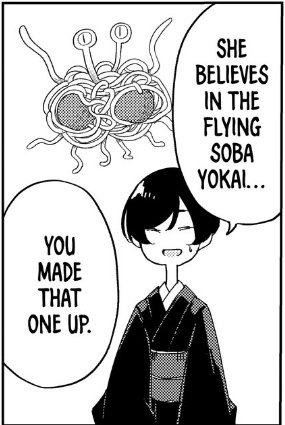 SHE
BELIEVES
IN THE
FLYING
SOBA
YOKAI...
YOU
MADE
THAT
ONE UP.